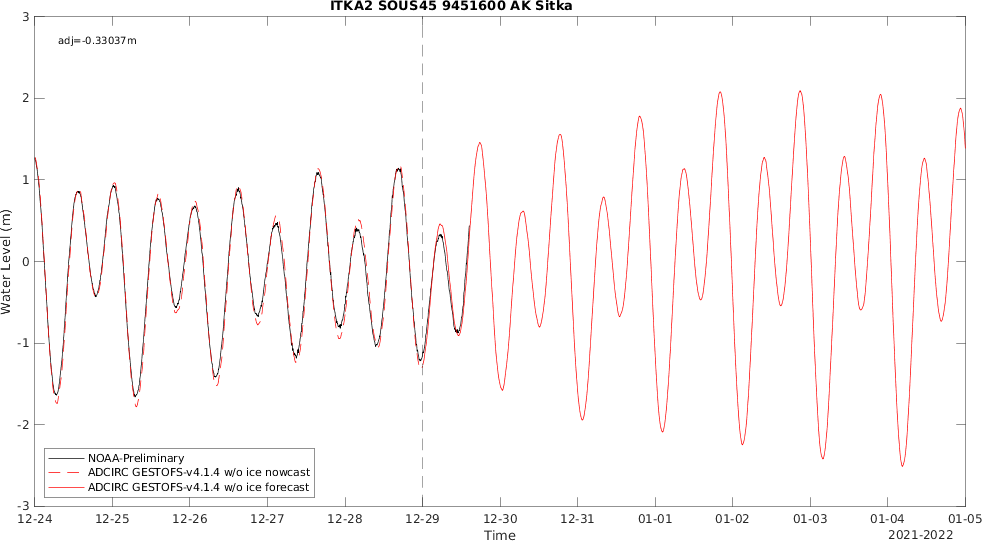 ITKA2 SOUS45 9451600 AK Sitka
adj=-0.33037m
3
2
1
0
-1
-2
-3
Water Level (m)
NOAA-Preliminary
ADCIRC GESTOFS-v4.1.4 w/o ice nowcast
ADCIRC GESTOFS-v4.1.4 w/o ice forecast
12-24 12-25 12-26 12-27 12-28 12-29 12-30 12-31 01-01 01-02 01-03 01-04 01-05
Time
2021-2022